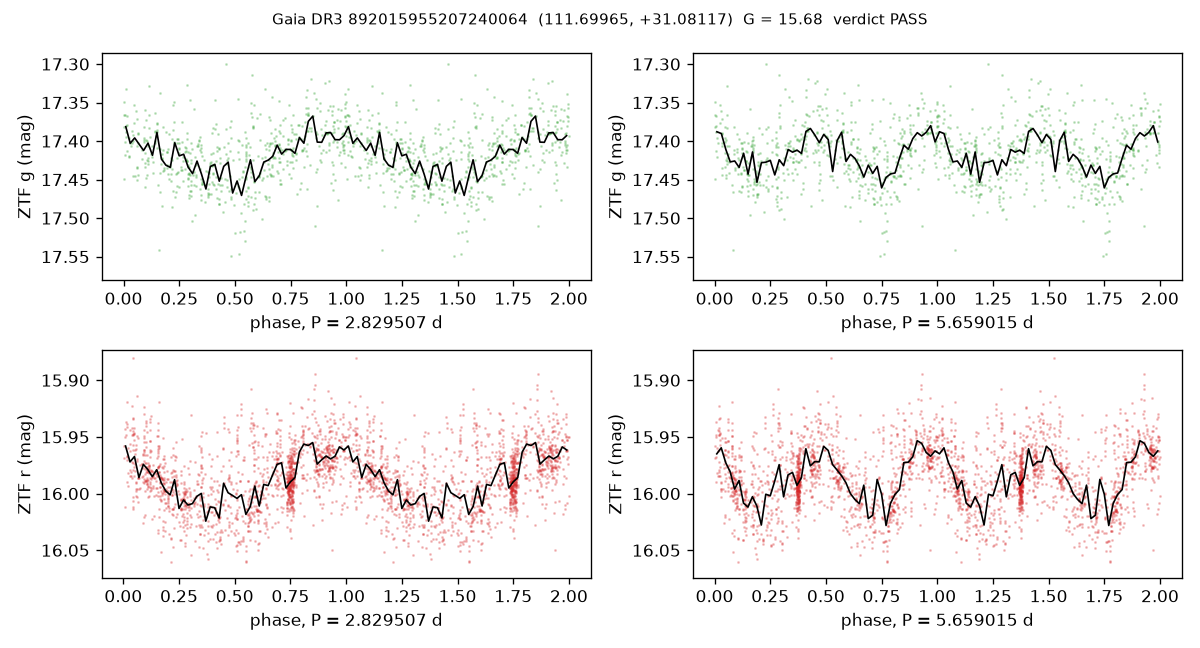 Gaia DR3 892015955207240064  (111.69965, +31.08117)  G = 15.68  verdict PASS
17.30
17.35
17.40
17.45
17.50
17.55
ZTF g (mag)
0.00 0.25 0.50 0.75 1.00 1.25 1.50 1.75 2.00
phase, P = 2.829507 d
17.30
17.35
17.40
17.45
17.50
17.55
ZTF g (mag)
0.00 0.25 0.50 0.75 1.00 1.25 1.50 1.75 2.00
phase, P = 5.659015 d
15.90
15.95
16.00
16.05
ZTF r (mag)
0.00 0.25 0.50 0.75 1.00 1.25 1.50 1.75 2.00
phase, P = 2.829507 d
15.90
15.95
16.00
16.05
ZTF r (mag)
0.00 0.25 0.50 0.75 1.00 1.25 1.50 1.75 2.00
phase, P = 5.659015 d